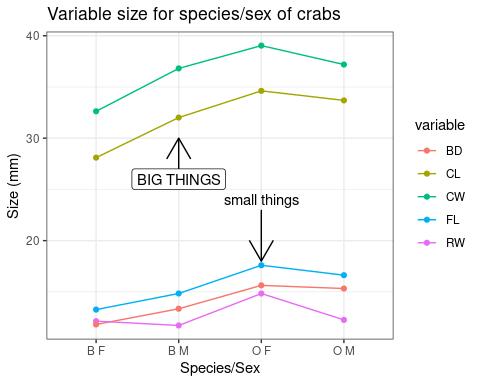 Variable size for species/sex of crabs
40
30
20
Size (mm)
BIG THINGS
small things
B F
B M
O F
O M
Species/Sex
variable
BD
CL
CW
FL
RW